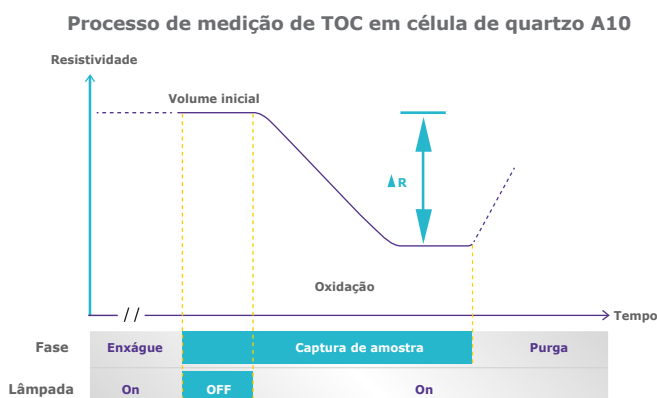 Processo de medição de TOC em célula de quartzo A10
Resistividade
Volume inicial
ΔR
Oxidação
Tempo
Fase Enxágue Captura de amostra Purga
Lâmpada On OFF On